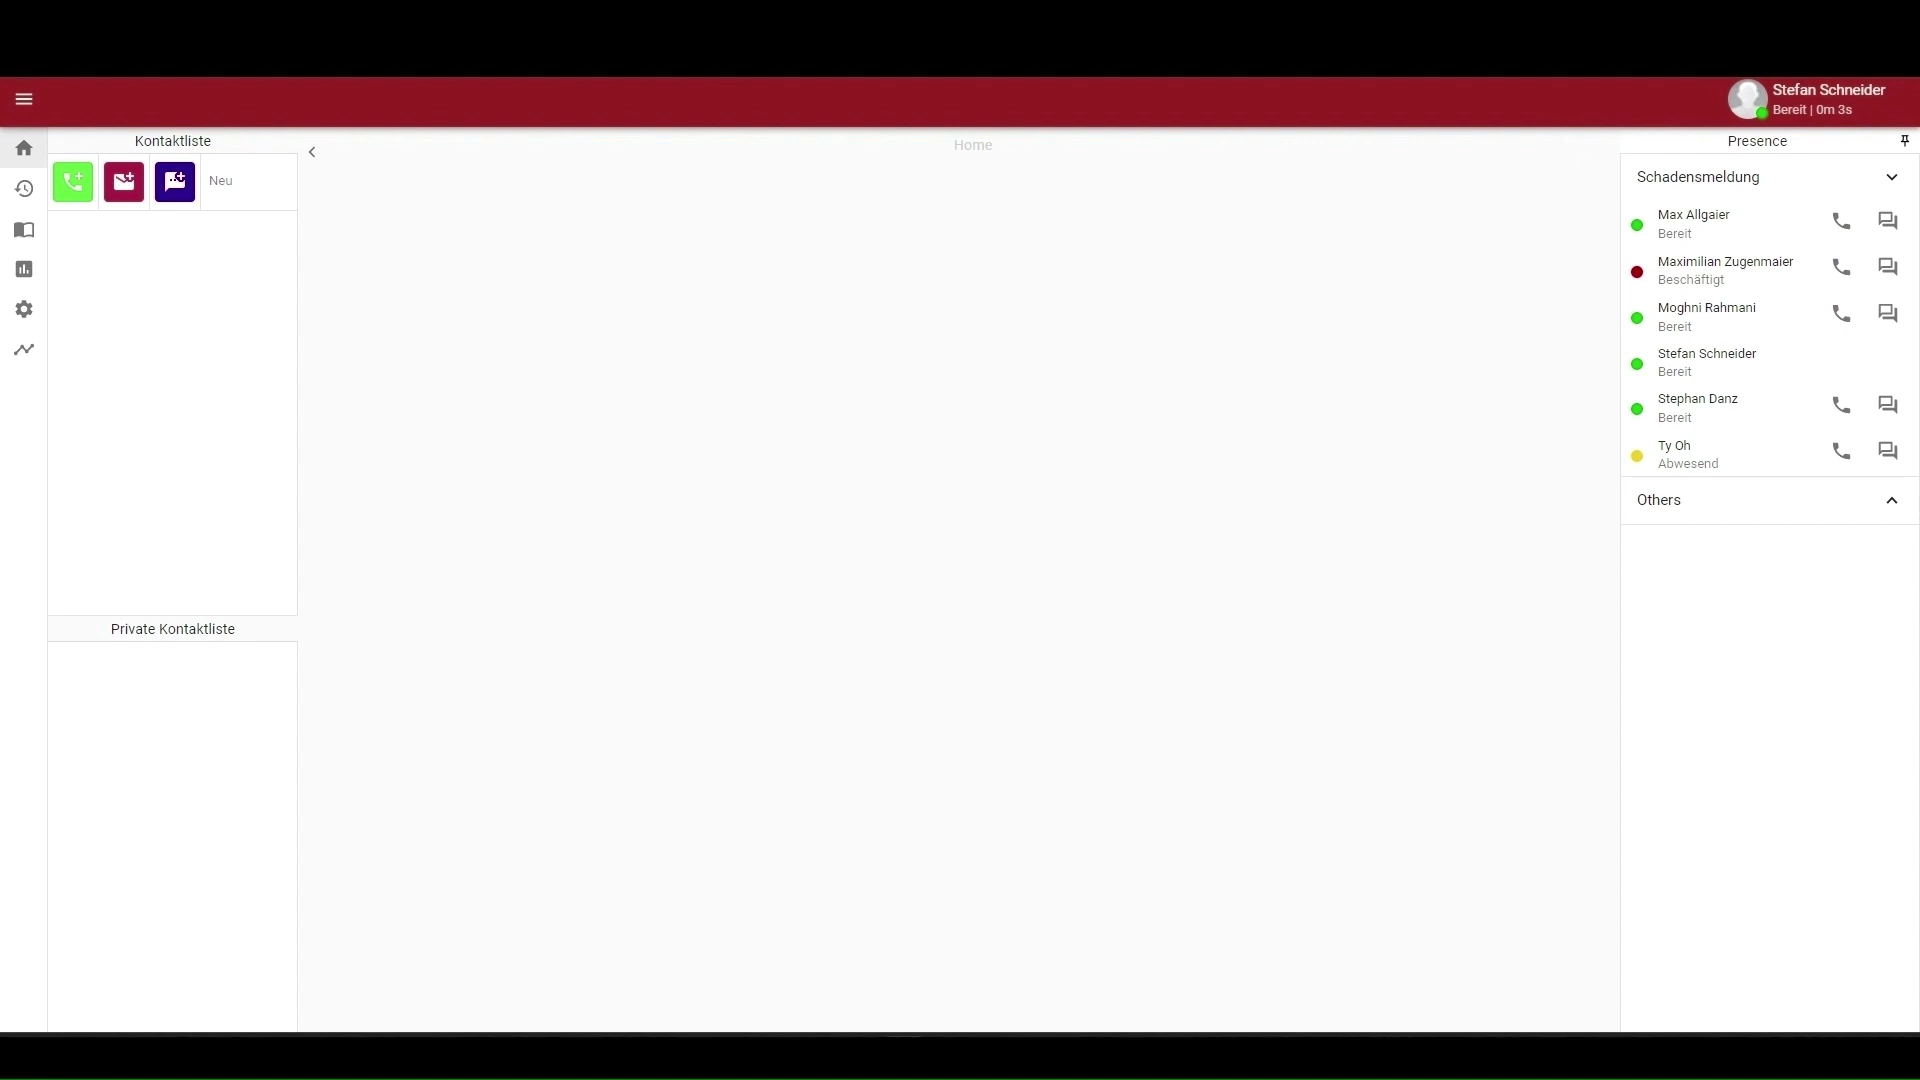 Stefan Schneider
Bereit | 0m 3s
Kontaktliste
Home
Presence
Neu
Schadensmeldung
Max Allgaier
Bereit
Maximilian Zugenmaier
Beschäftigt
Moghni Rahmani
Bereit
Stefan Schneider
Bereit
Stephan Danz
Bereit
Ty Oh
Abwesend
Others
Private Kontaktliste